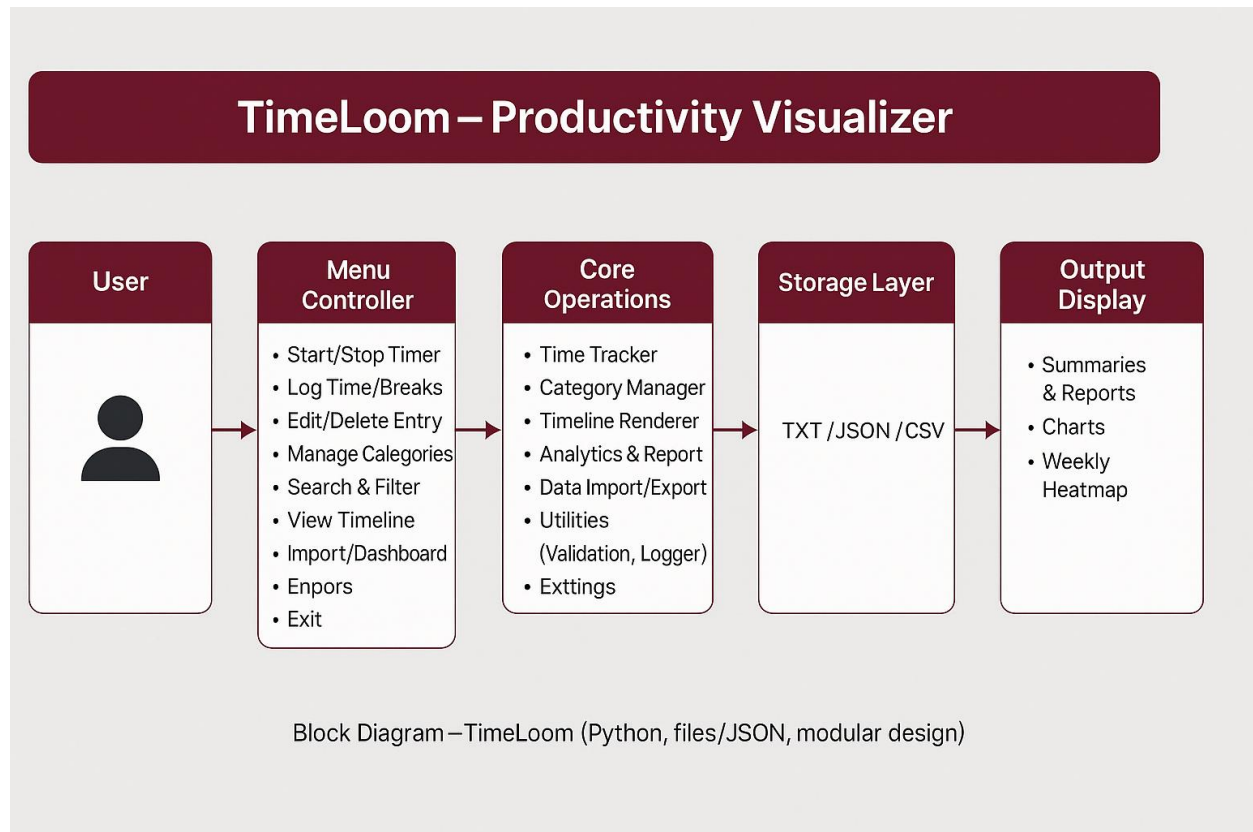 TimeLoom – Productivity Visualizer
User
Menu
Controller
• Start/Stop Timer
• Log Time/Breaks
• Edit/Delete Entry
• Manage Calegories
• Search & Filter
• View Timeline
• Import/Dashboard
• Enpors
• Exit
Core
Operations
• Time Tracker
• Category Manager
• Timeline Renderer
• Analytics & Report
• Data Import/Export
• Utilities
(Validation, Logger)
• Exttings
Storage Layer
TXT / JSON / CSV
Output
Display
• Summaries
& Reports
• Charts
• Weekly
Heatmap
Block Diagram – TimeLoom (Python, files/JSON, modular design)